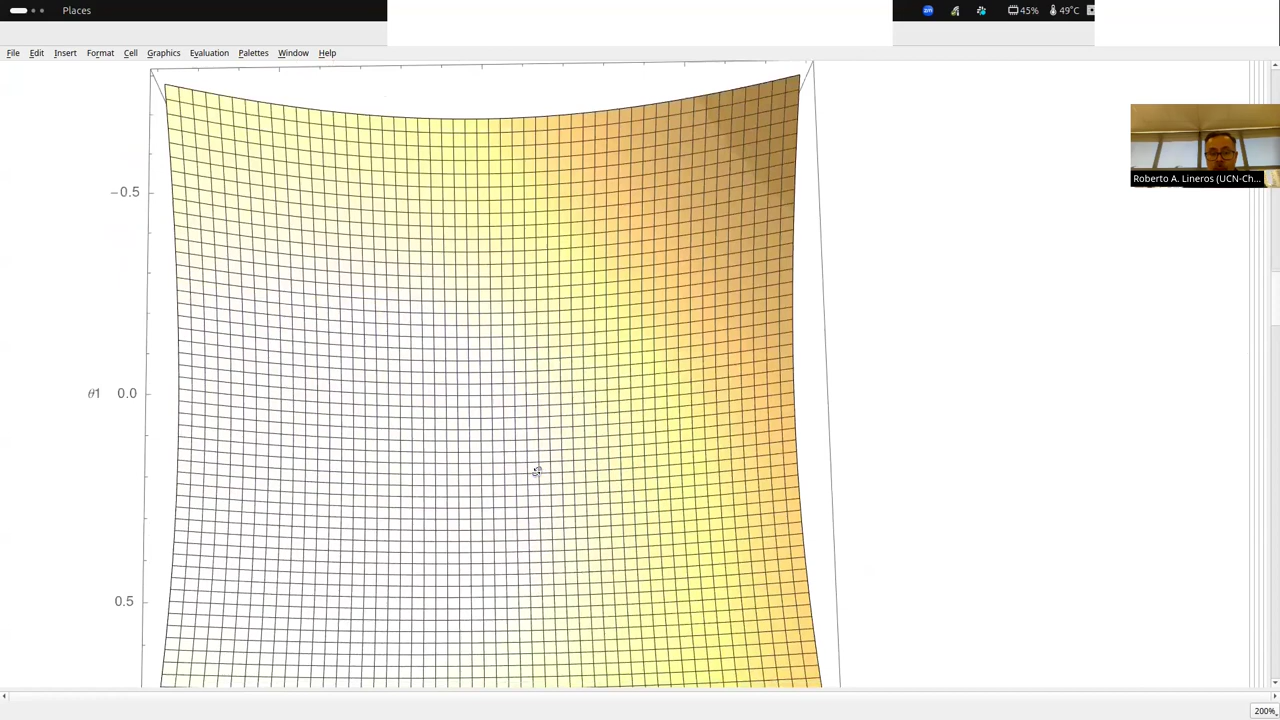 Places
zm
45%
49°C
File Edit Insert Format Cell Graphics Evaluation Palettes Window Help
Roberto A. Lineros (UCN-Ch...
−0.5
θ1 0.0
0.5
200%